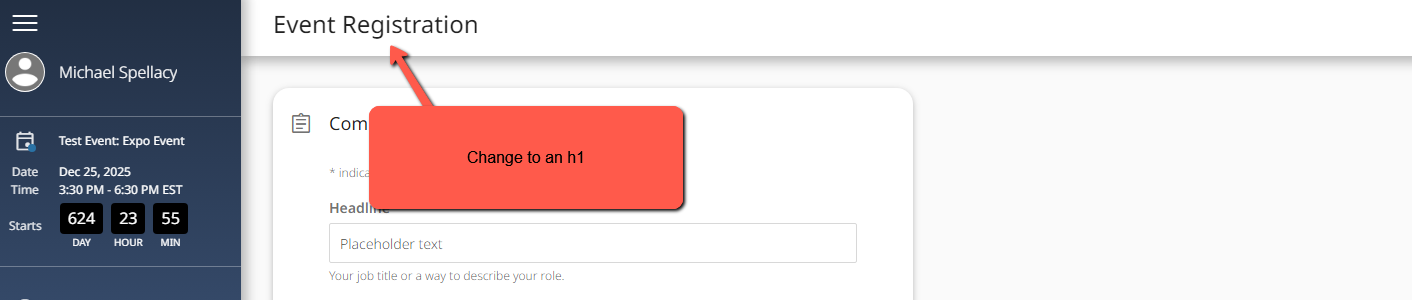 Event Registration
Michael Spellacy
Test Event: Expo Event
Date Dec 25, 2025
Time 3:30 PM - 6:30 PM EST
Starts 624 23 55
DAY HOUR MIN
Com
Change to an h1
* indica
Headline
Placeholder text
Your job title or a way to describe your role.